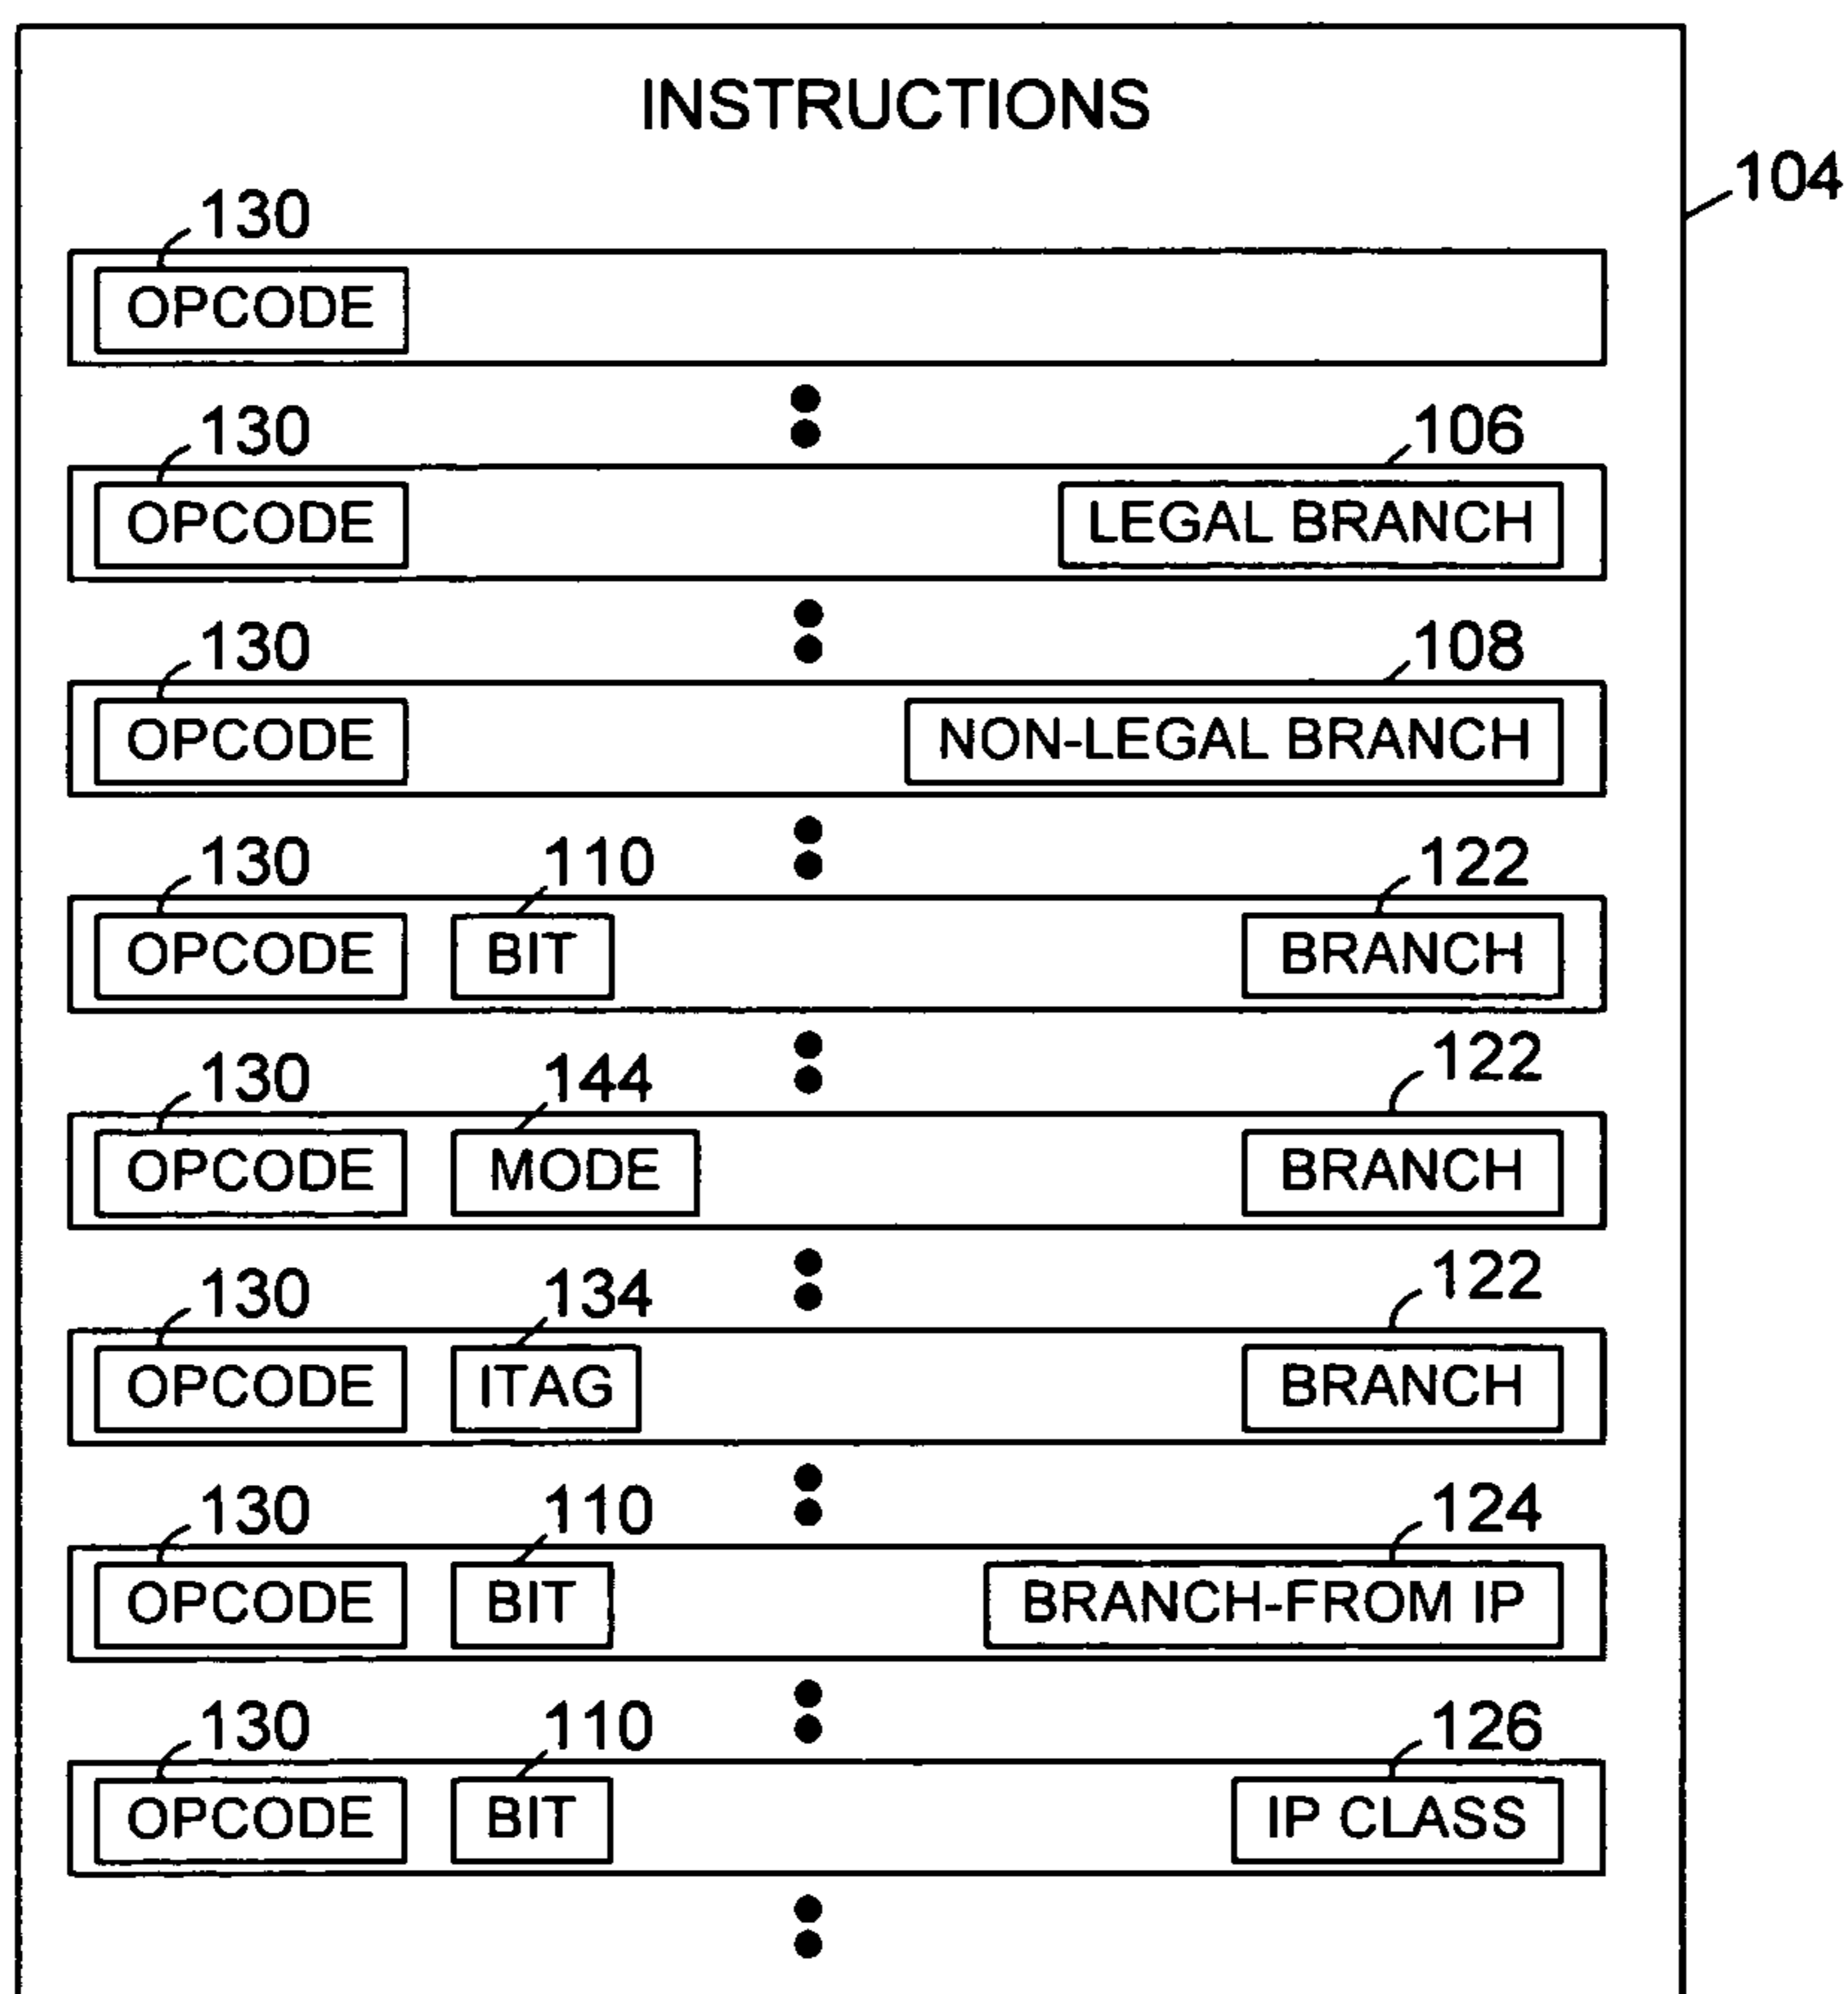 INSTRUCTIONS
104
130
OPCODE
130 106
OPCODE LEGAL BRANCH
130 108
OPCODE NON-LEGAL BRANCH
130 110 122
OPCODE BIT BRANCH
130 144 122
OPCODE MODE BRANCH
130 134 122
OPCODE ITAG BRANCH
130 110 124
OPCODE BIT BRANCH-FROM IP
130 110 126
OPCODE BIT IP CLASS